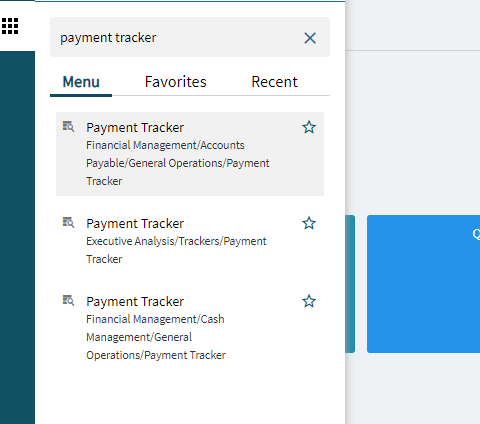 payment tracker
Menu Favorites Recent
Payment Tracker
Financial Management/Accounts
Payable/General Operations/Payment
Tracker
Payment Tracker
Executive Analysis/Trackers/Payment
Tracker
Payment Tracker
Financial Management/Cash
Management/General
Operations/Payment Tracker